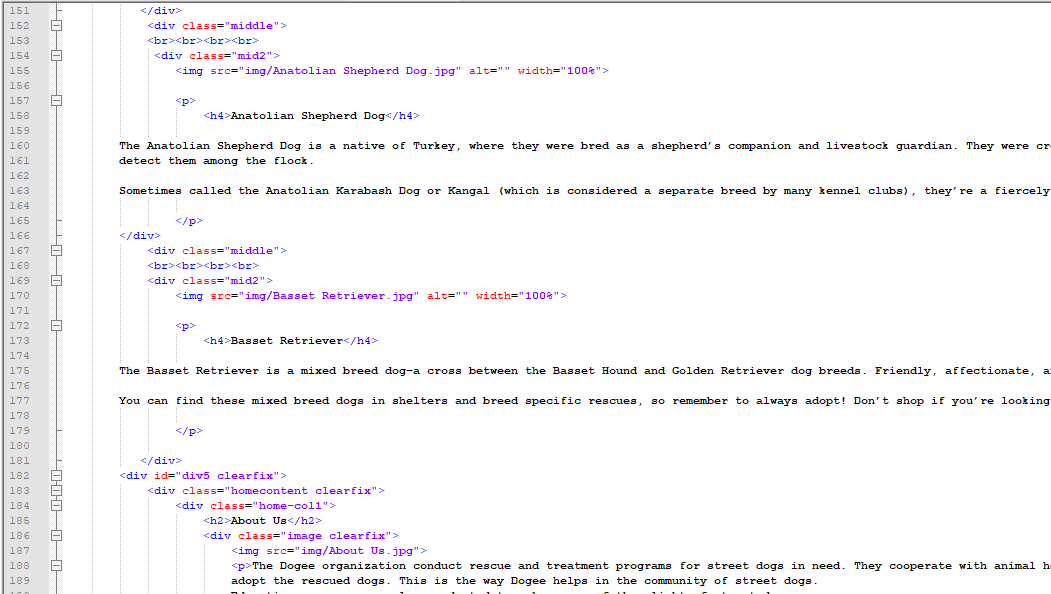 151 </div>
152 <div class="middle">
153 <br><br><br><br>
154 <div class="mid2">
155 <img src="img/Anatolian Shepherd Dog.jpg" alt="" width="100%">
156
157 <p>
158 <h4>Anatolian Shepherd Dog</h4>
159
160 The Anatolian Shepherd Dog is a native of Turkey, where they were bred as a shepherd's companion and livestock guardian. They were cr
161 detect them among the flock.
162
163 Sometimes called the Anatolian Karabash Dog or Kangal (which is considered a separate breed by many kennel clubs), they're a fiercely
164
165 </p>
166 </div>
167 <div class="middle">
168 <br><br><br><br>
169 <div class="mid2">
170 <img src="img/Basset Retriever.jpg" alt="" width="100%">
171
172 <p>
173 <h4>Basset Retriever</h4>
174
175 The Basset Retriever is a mixed breed dog–a cross between the Basset Hound and Golden Retriever dog breeds. Friendly, affectionate, a
176
177 You can find these mixed breed dogs in shelters and breed specific rescues, so remember to always adopt! Don't shop if you're looking
178
179 </p>
180
181 </div>
182 <div id="div5 clearfix">
183 <div class="homecontent clearfix">
184 <div class="home-col1">
185 <h2>About Us</h2>
186 <div class="image clearfix">
187 <img src="img/About Us.jpg">
188 <p>The Dogee organization conduct rescue and treatment programs for street dogs in need. They cooperate with animal h
189 adopt the rescued dogs. This is the way Dogee helps in the community of street dogs.